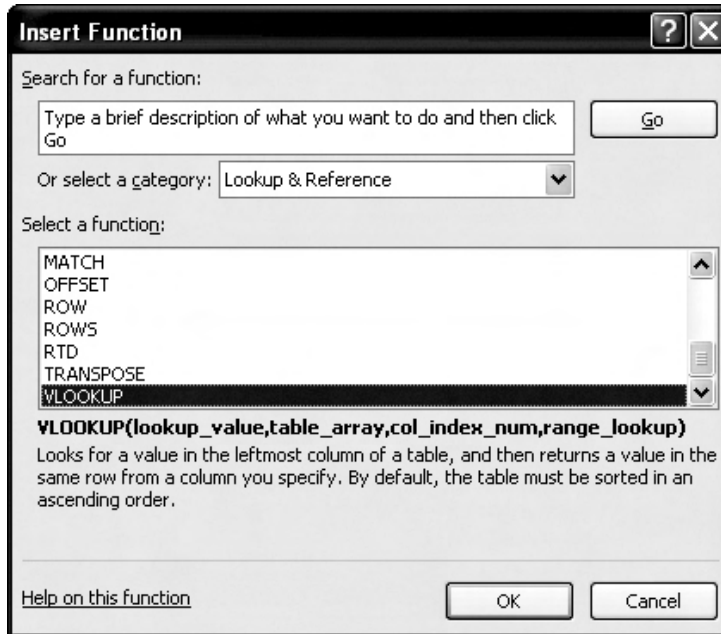 Insert Function
? X
Search for a function:
Type a brief description of what you want to do and then click
Go
Go
Or select a category: Lookup & Reference
Select a function:
MATCH
OFFSET
ROW
ROWS
RTD
TRANSPOSE
VLOOKUP
VLOOKUP(lookup_value,table_array,col_index_num,range_lookup)
Looks for a value in the leftmost column of a table, and then returns a value in the
same row from a column you specify. By default, the table must be sorted in an
ascending order.
Help on this function
OK
Cancel